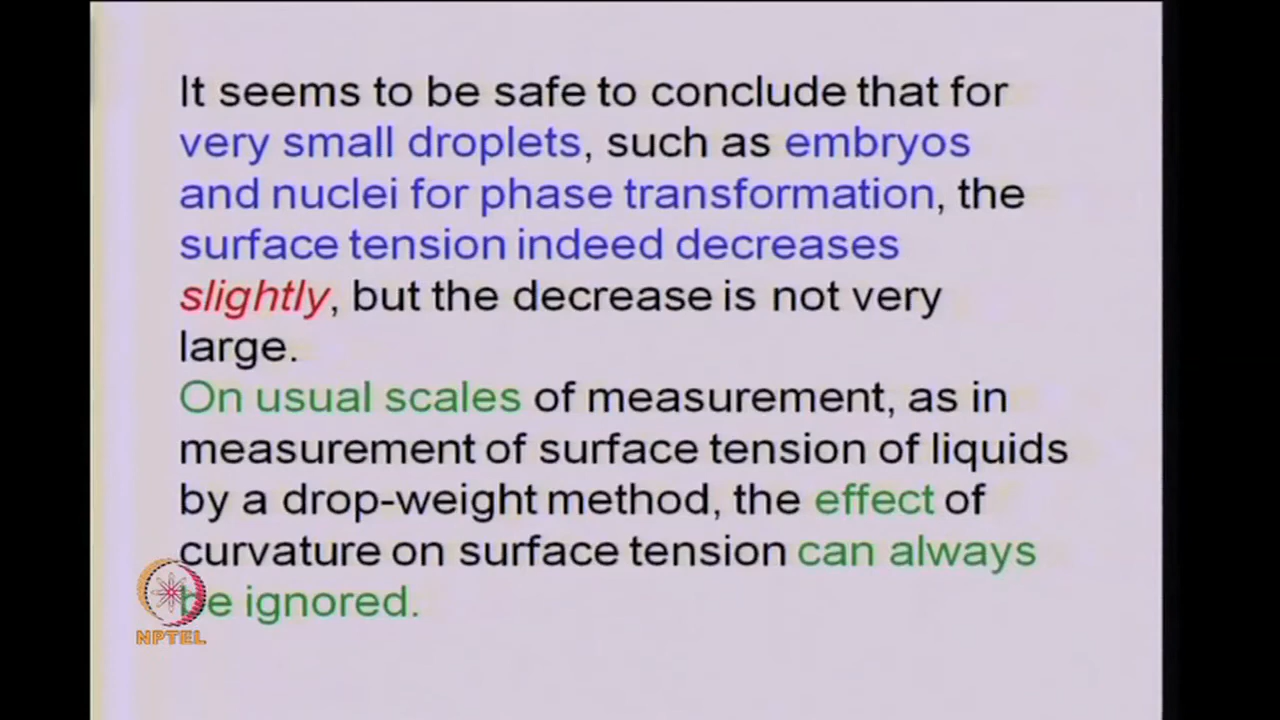 It seems to be safe to conclude that for
very small droplets, such as embryos
and nuclei for phase transformation, the
surface tension indeed decreases
slightly, but the decrease is not very
large.
On usual scales of measurement, as in
measurement of surface tension of liquids
by a drop-weight method, the effect of
curvature on surface tension can always
be ignored.
NPTEL